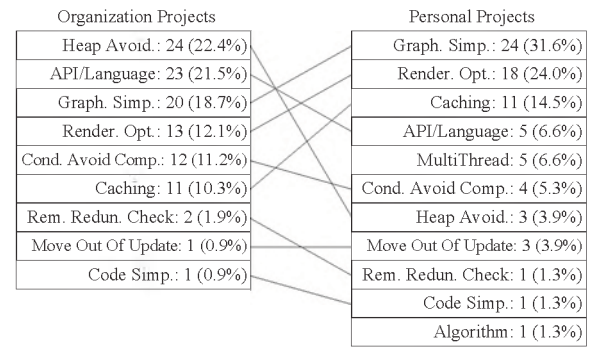 Organization Projects
Heap Avoid.: 24 (22.4%)
API/Language: 23 (21.5%)
Graph. Simp.: 20 (18.7%)
Render. Opt.: 13 (12.1%)
Cond. Avoid Comp.: 12 (11.2%)
Caching: 11 (10.3%)
Rem. Redun. Check: 2 (1.9%)
Move Out Of Update: 1 (0.9%)
Code Simp.: 1 (0.9%)
Personal Projects
Graph. Simp.: 24 (31.6%)
Render. Opt.: 18 (24.0%)
Caching: 11 (14.5%)
API/Language: 5 (6.6%)
MultiThread: 5 (6.6%)
Cond. Avoid Comp.: 4 (5.3%)
Heap Avoid.: 3 (3.9%)
Move Out Of Update: 3 (3.9%)
Rem. Redun. Check: 1 (1.3%)
Code Simp.: 1 (1.3%)
Algorithm: 1 (1.3%)